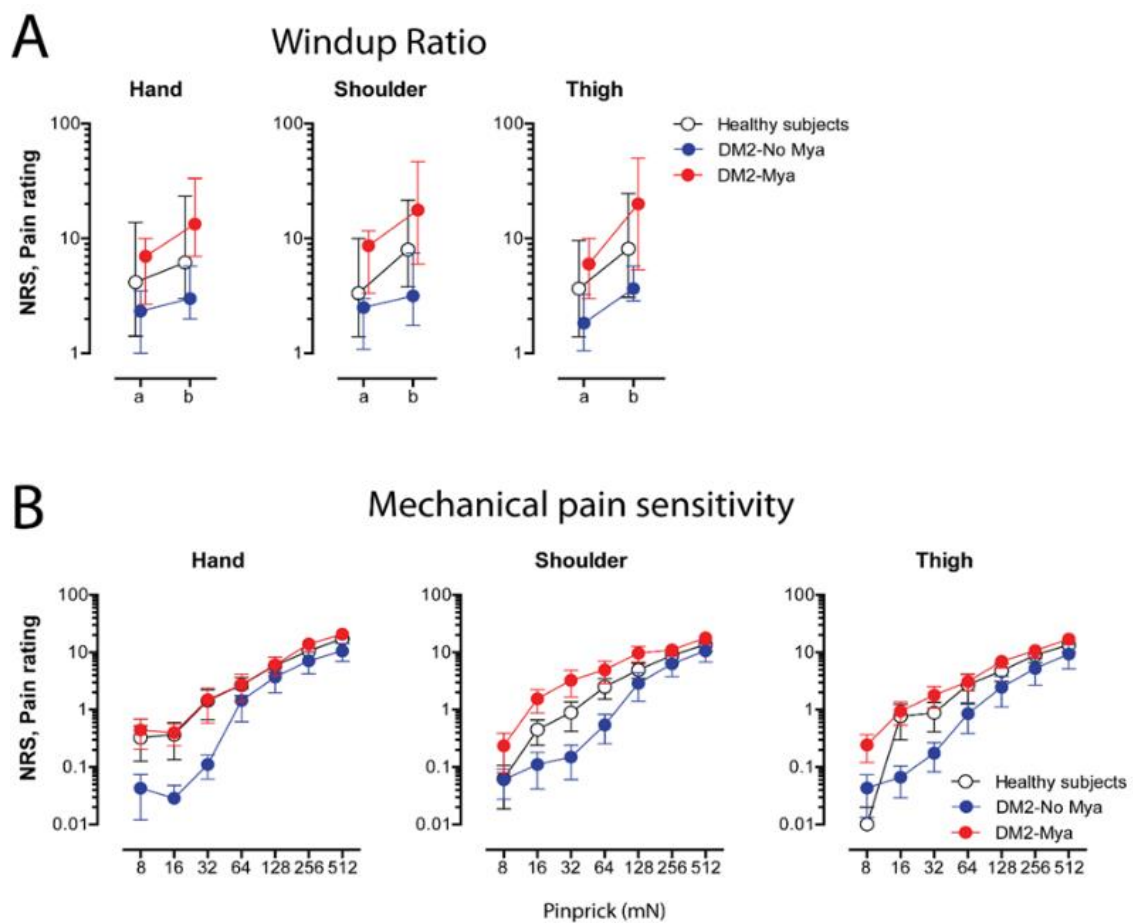 A
Windup Ratio
Hand
Shoulder
Thigh
NRS, Pain rating
100
10
1
a b
100
10
1
a b
100
10
1
a b
Healthy subjects
DM2-No Mya
DM2-Mya
B
Mechanical pain sensitivity
Hand
Shoulder
Thigh
NRS, Pain rating
100
10
1
0.1
0.01
8 16 32 64 128 256 512
100
10
1
0.1
0.01
8 16 32 64 128 256 512
100
10
1
0.1
0.01
8 16 32 64 128 256 512
Healthy subjects
DM2-No Mya
DM2-Mya
Pinprick (mN)